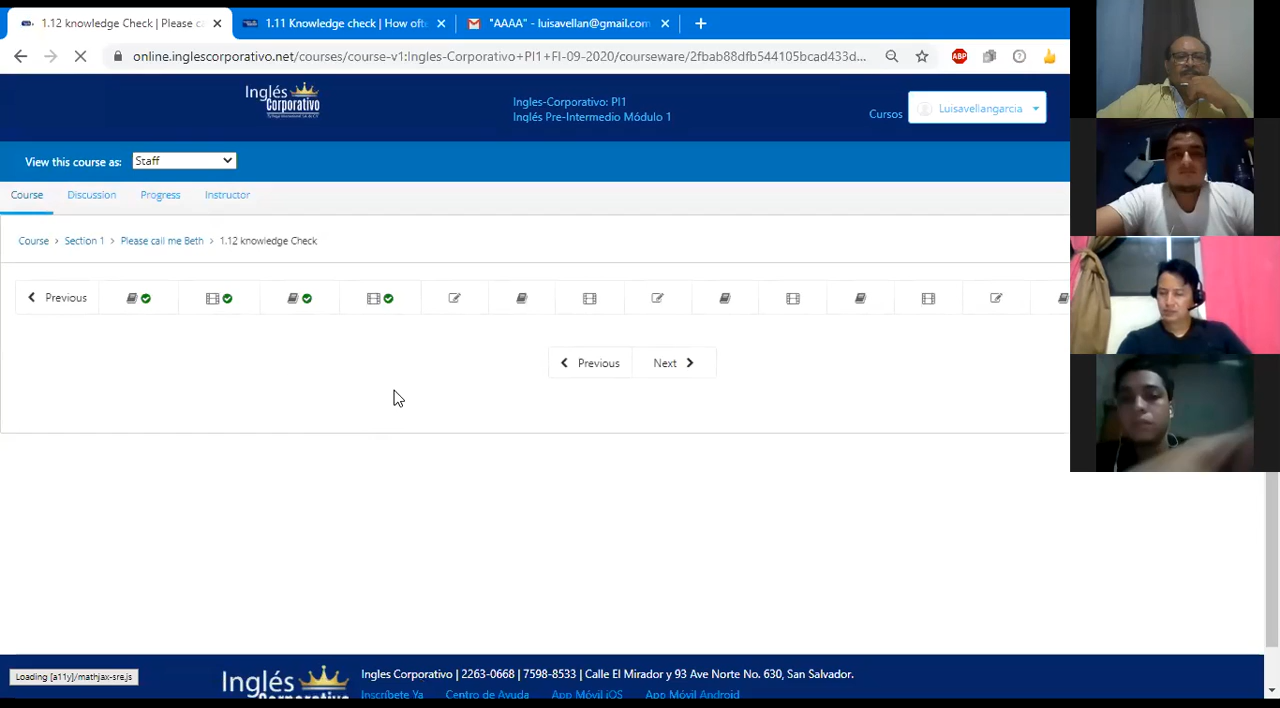 1.12 knowledge Check | Please c
1.11 Knowledge check | How oft
"AAAA" - luisavellan@gmail.com
online.inglescorporativo.net/courses/course-v1:Ingles-Corporativo+PI1+FI-09-2020/courseware/2fbab88dfb544105bcad433d...
ABP
Inglés
Corporativo
Ingles-Corporativo: PI1
Inglés Pre-Intermedio Módulo 1
Cursos
Luisavellangarcia
View this course as:
Staff
Course
Discussion
Progress
Instructor
Course > Section 1 > Please call me Beth > 1.12 knowledge Check
Previous
Previous
Next
Loading [a11y]/mathjax-sre.js
Inglés
Corporativo
Ingles Corporativo | 2263-0668 | 7598-8533 | Calle El Mirador y 93 Ave Norte No. 630, San Salvador.
Inscríbete Ya
Centro de Ayuda
App Móvil iOS
App Móvil Android